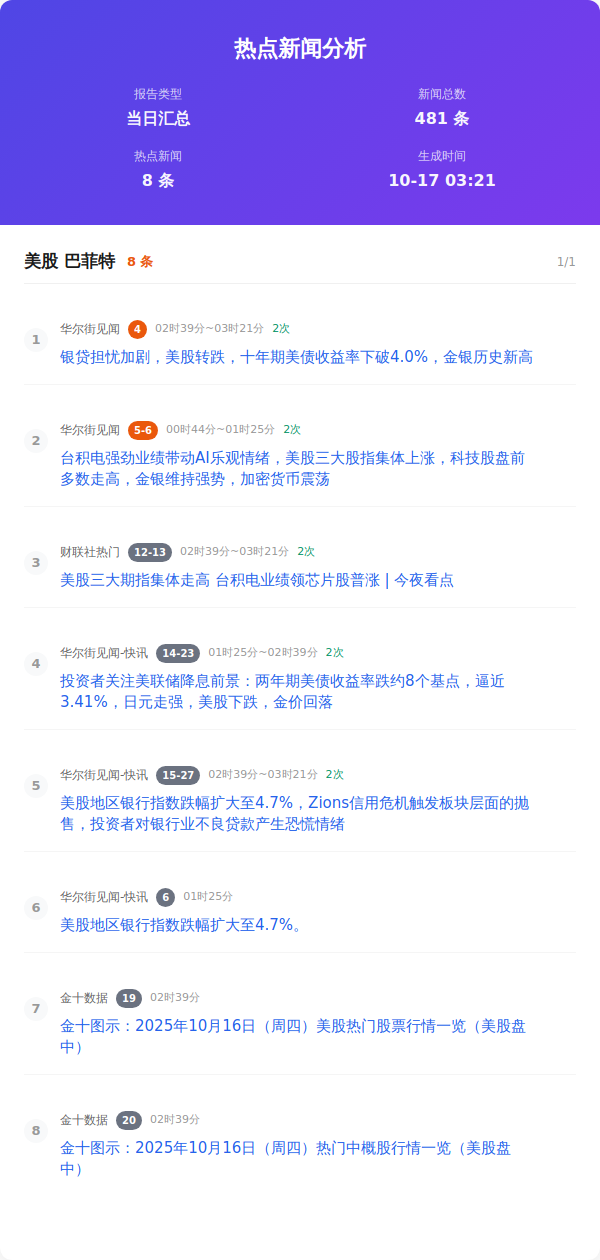 热点新闻分析
报告类型
新闻总数
当日汇总
481 条
热点新闻
生成时间
8 条
10-17 03:21
美股 巴菲特 8 条 1/1
1
华尔街见闻 4 02时39分~03时21分 2次
银贷担忧加剧，美股转跌，十年期美债收益率下破4.0%，金银历史新高
2
华尔街见闻 5-6 00时44分~01时25分 2次
台积电强劲业绩带动AI乐观情绪，美股三大股指集体上涨，科技股盘前
多数走高，金银维持强势，加密货币震荡
3
财联社热门 12-13 02时39分~03时21分 2次
美股三大期指集体走高 台积电业绩领芯片股普涨 | 今夜看点
4
华尔街见闻-快讯 14-23 01时25分~02时39分 2次
投资者关注美联储降息前景：两年期美债收益率跌约8个基点，逼近
3.41%，日元走强，美股下跌，金价回落
5
华尔街见闻-快讯 15-27 02时39分~03时21分 2次
美股地区银行指数跌幅扩大至4.7%，Zions信用危机触发板块层面的抛
售，投资者对银行业不良贷款产生恐慌情绪
6
华尔街见闻-快讯 6 01时25分
美股地区银行指数跌幅扩大至4.7%。
7
金十数据 19 02时39分
金十图示：2025年10月16日（周四）美股热门股票行情一览（美股盘
中）
8
金十数据 20 02时39分
金十图示：2025年10月16日（周四）热门中概股行情一览（美股盘
中）